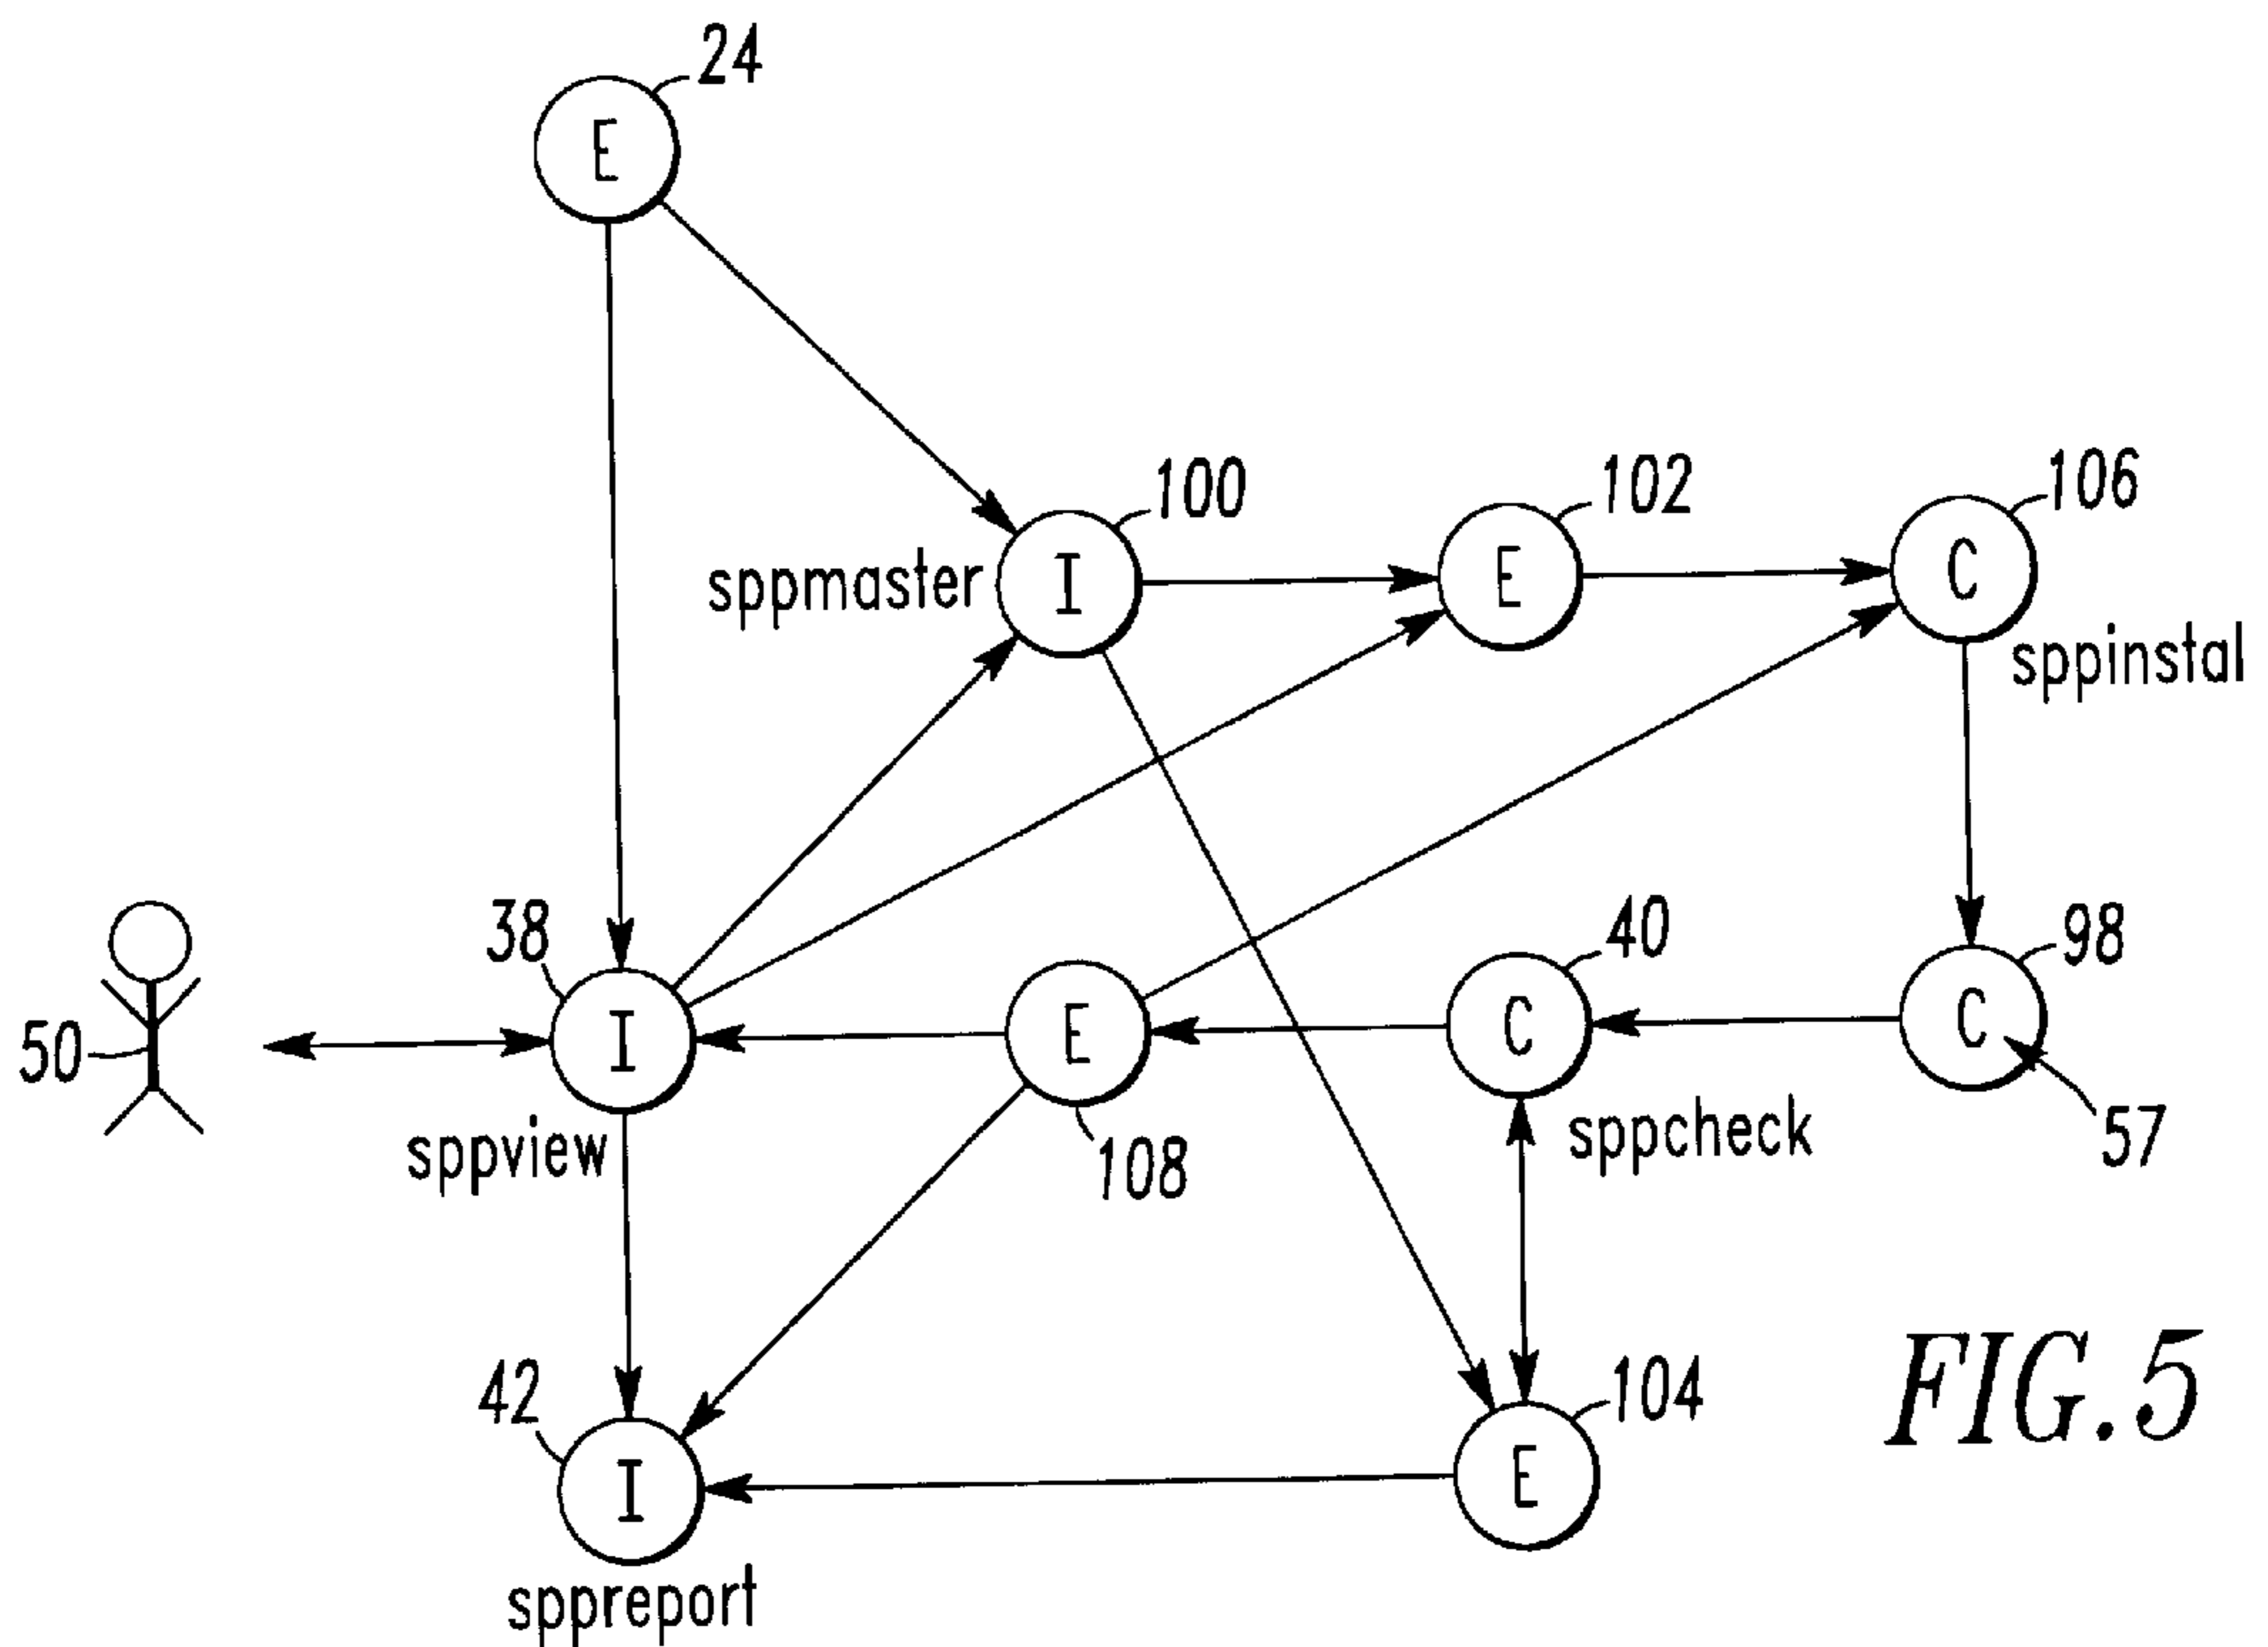 24
E
100
102
106
sppmaster
I
E
C
sppinstal
38
40
98
50
I
E
C
C
sppview
108
sppcheck
57
42
104
FIG.5
I
E
sppreport